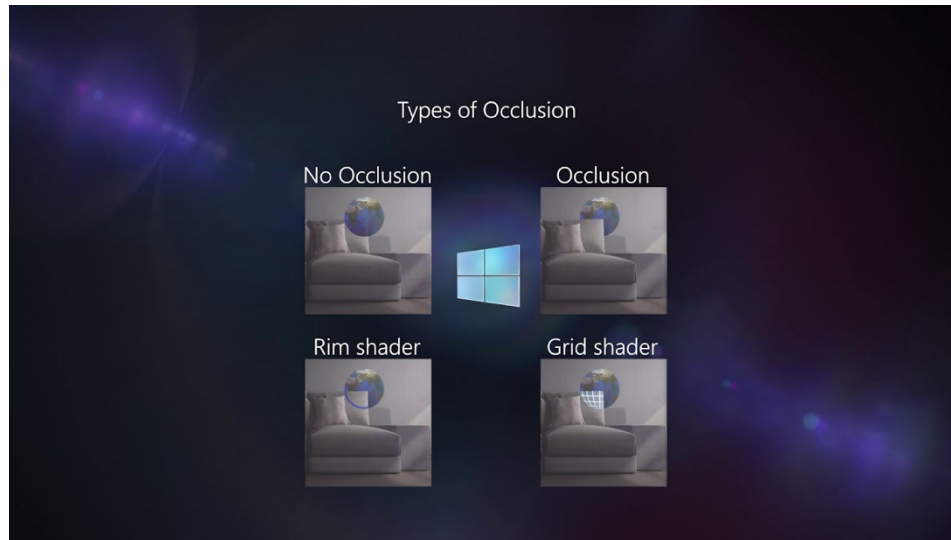 Types of Occlusion
No Occlusion
Occlusion
Rim shader
Grid shader